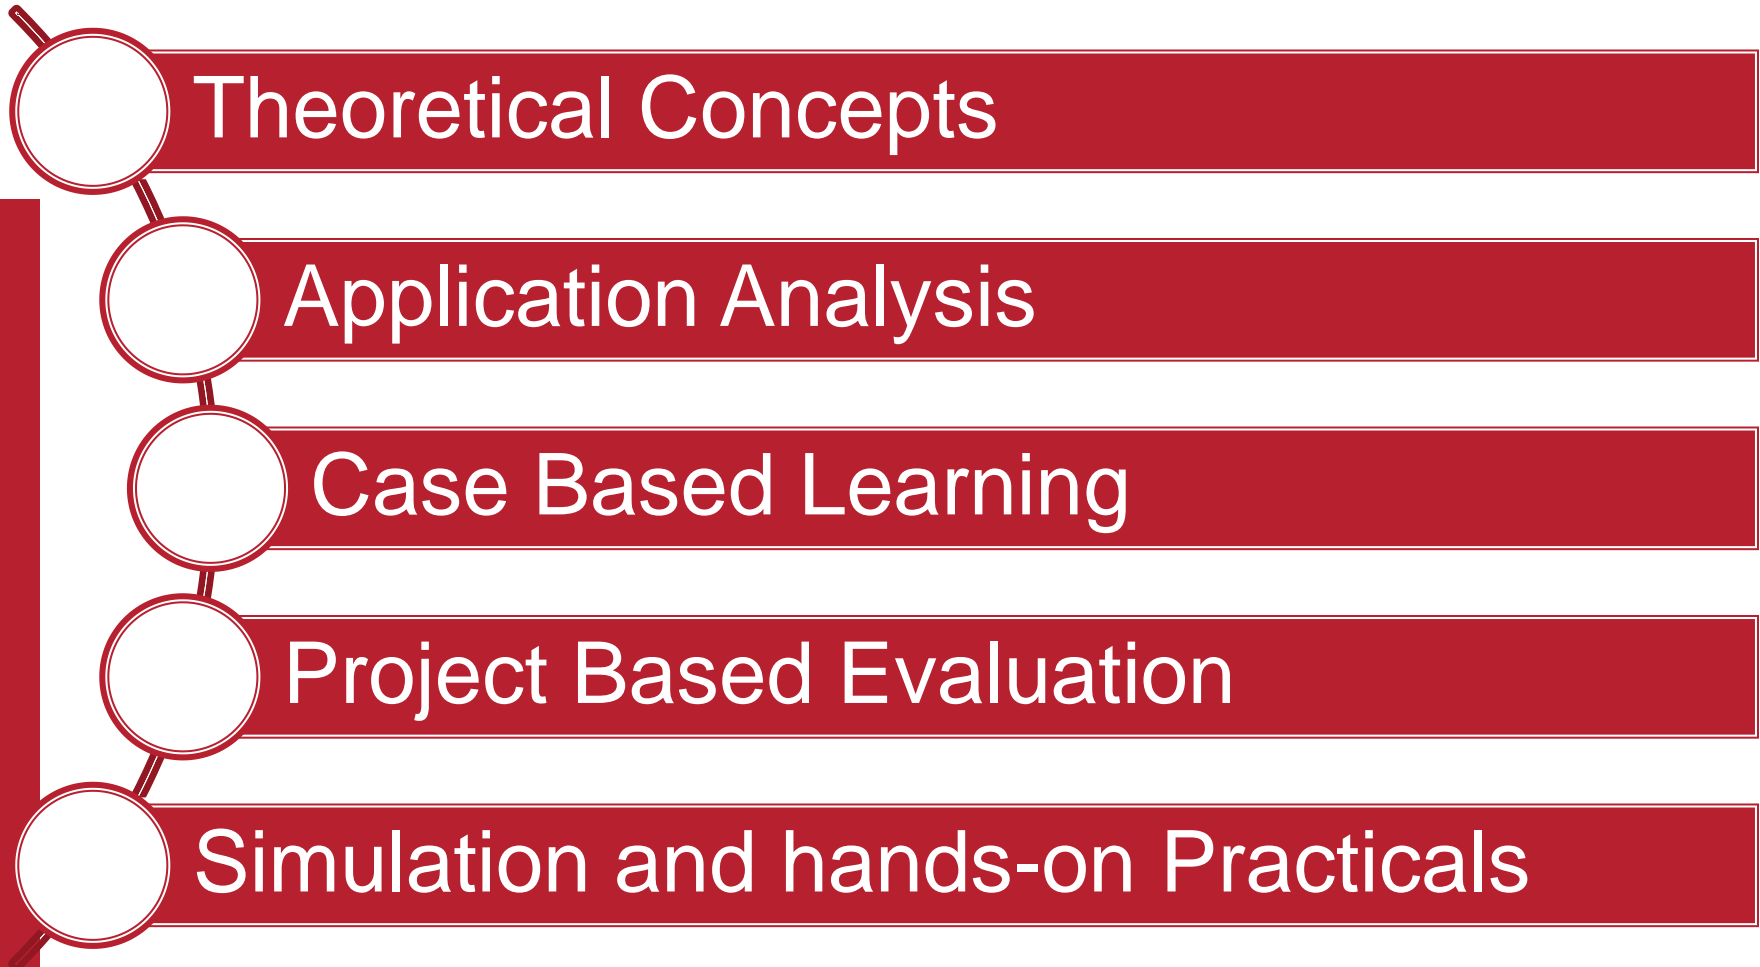 Theoretical Concepts
Application Analysis
Case Based Learning
Project Based Evaluation
Simulation and hands-on Practicals